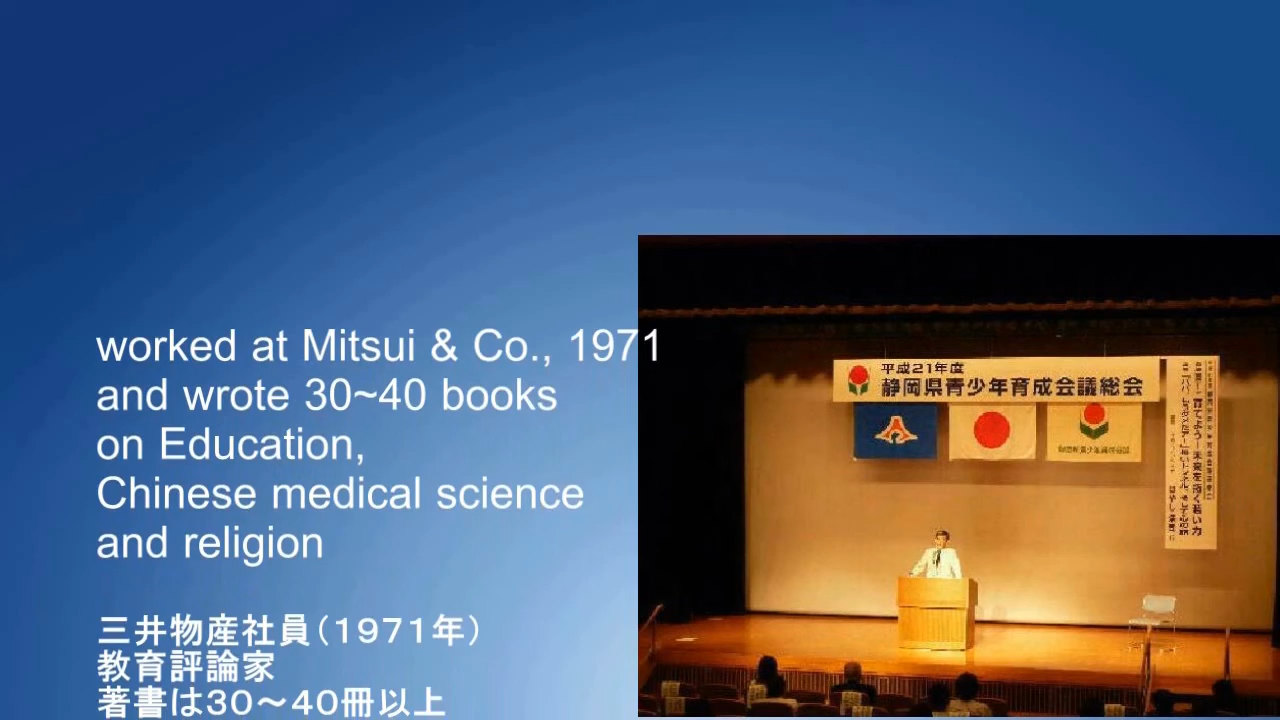 worked at Mitsui & Co., 1971
and wrote 30~40 books
on Education,
Chinese medical science
and religion
三井物産社員（１９７１年）
教育評論家
著書は３０～４０冊以上
平成21年度
静岡県青少年育成会議総会